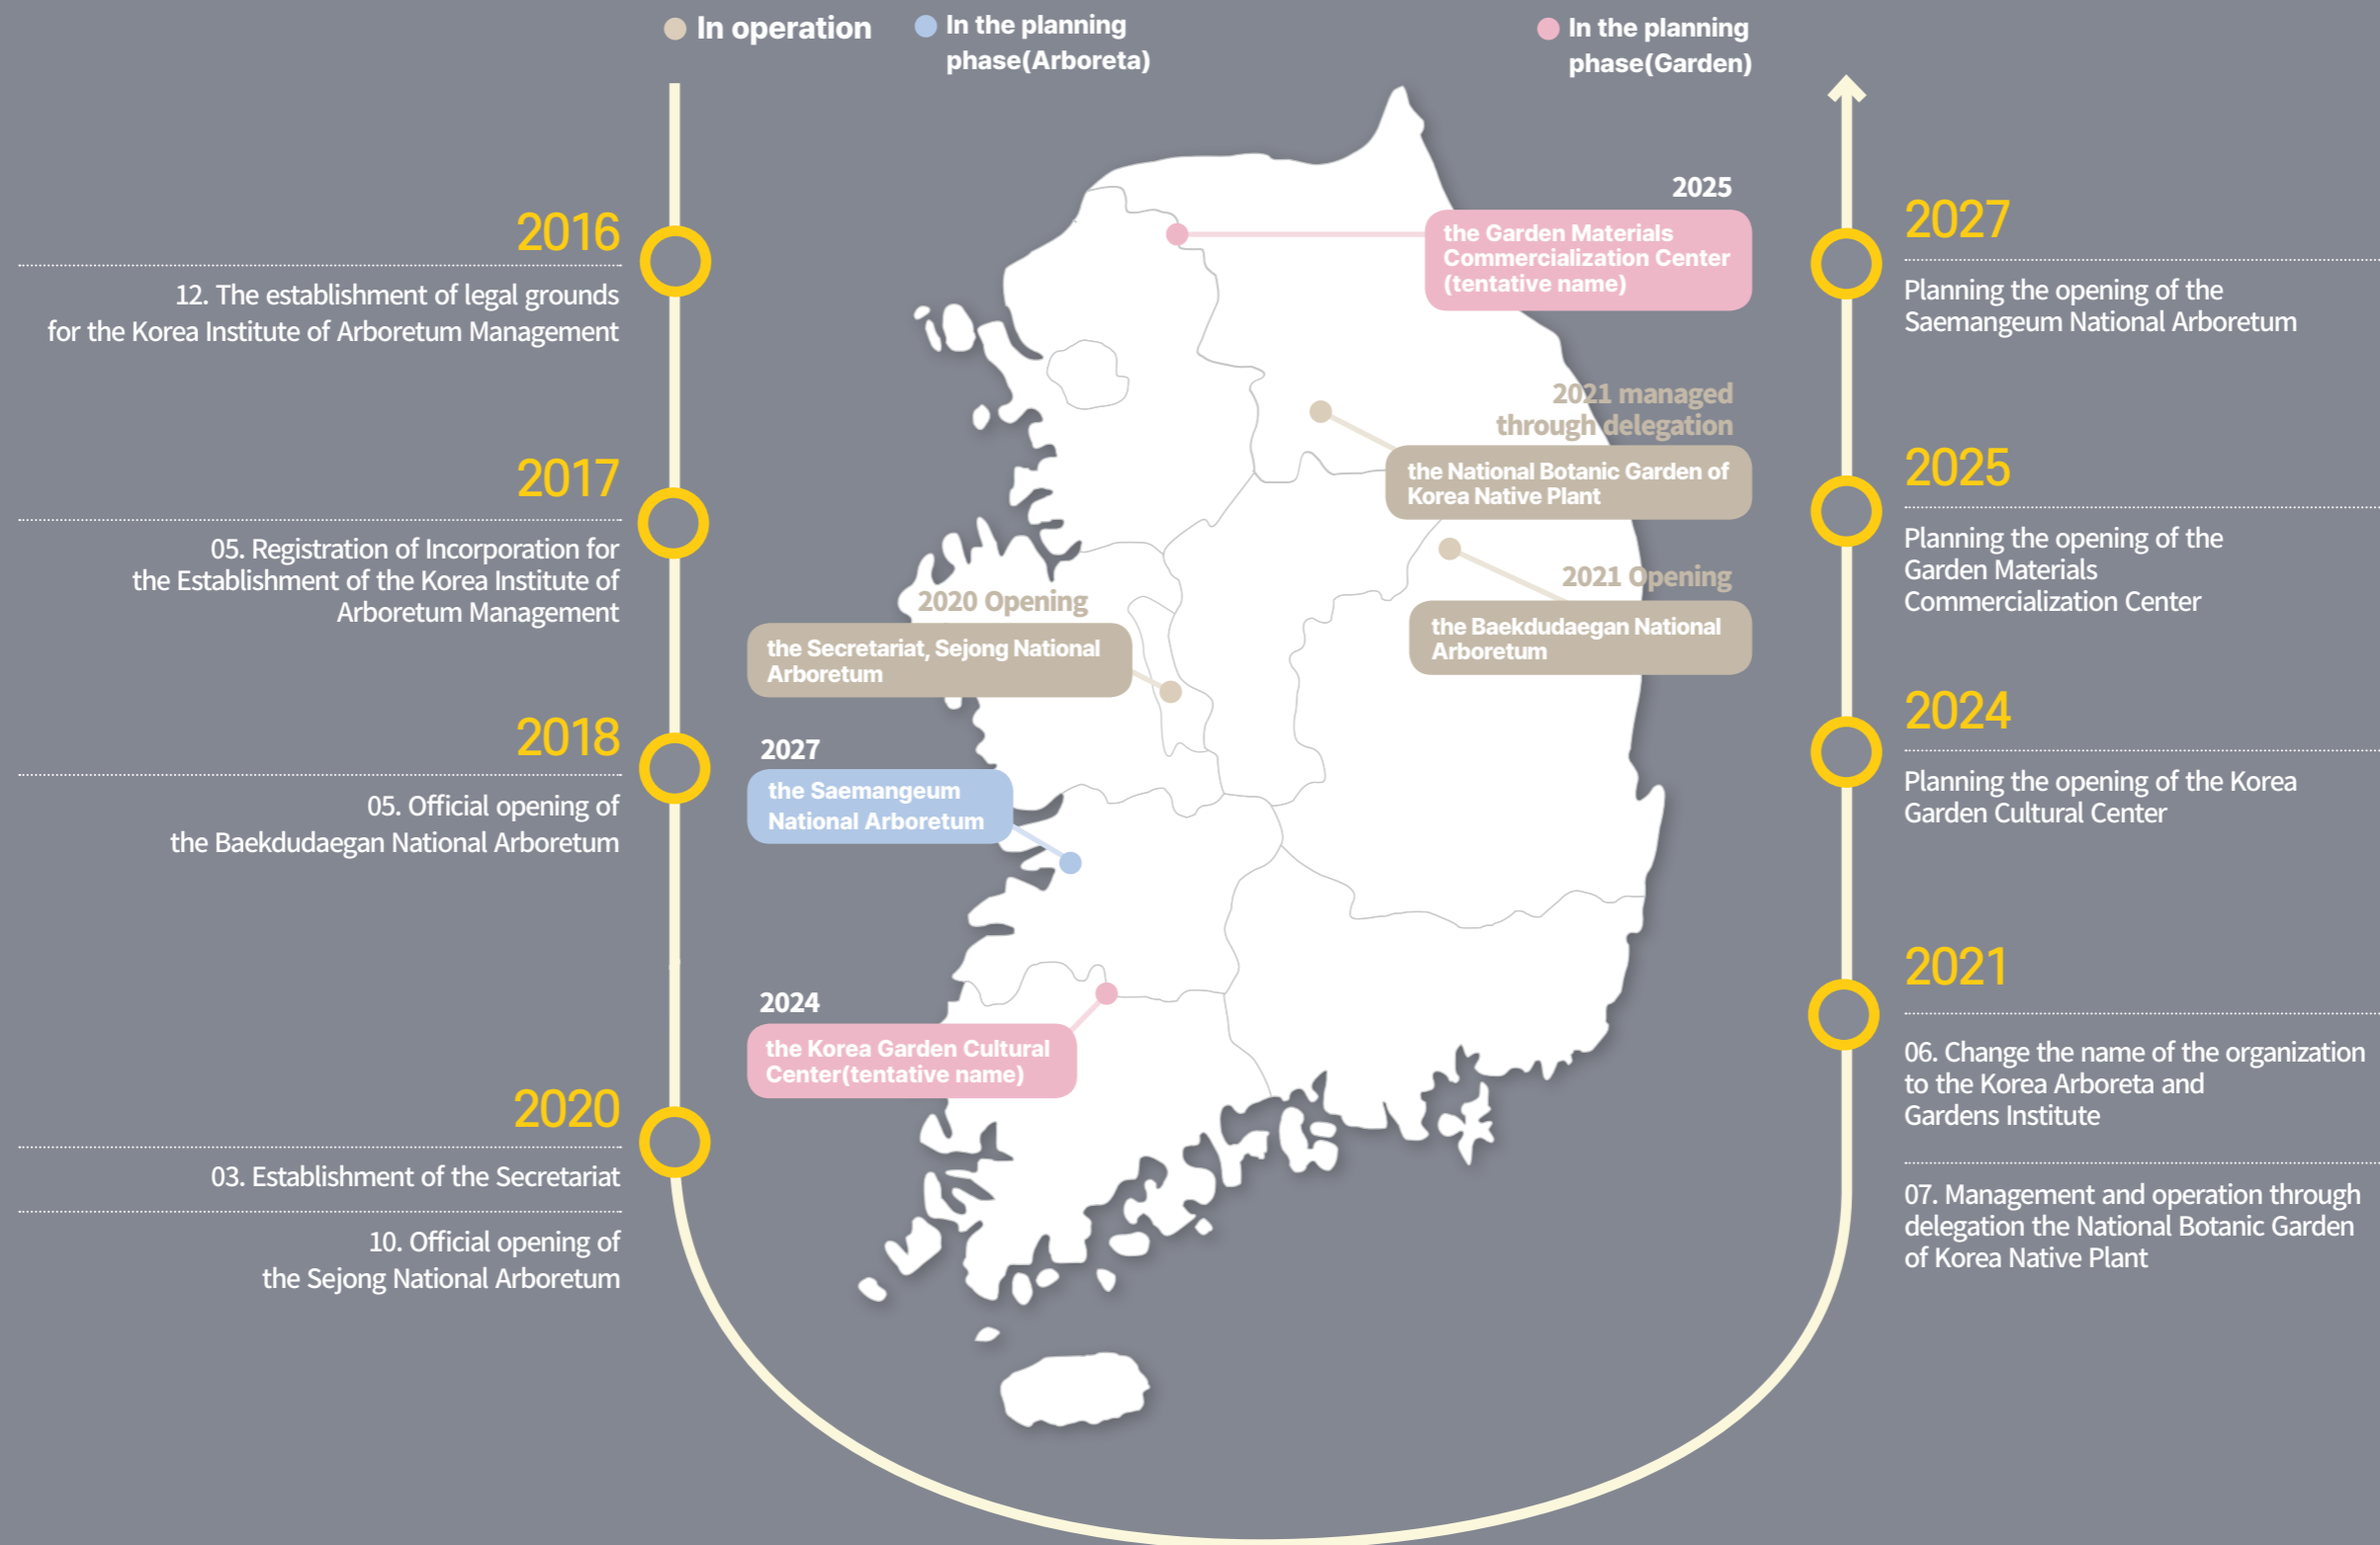 In operation
In the planning
phase(Arboreta)
In the planning
phase(Garden)
2016
12. The establishment of legal grounds
for the Korea Institute of Arboretum Management
2017
05. Registration of Incorporation for
the Establishment of the Korea Institute of
Arboretum Management
2018
05. Official opening of
the Baekdudaegan National Arboretum
2020
03. Establishment of the Secretariat
10. Official opening of
the Sejong National Arboretum
2025
the Garden Materials
Commercialization Center
(tentative name)
2021 managed
through delegation
the National Botanic Garden of
Korea Native Plant
2021 Opening
the Baekdudaegan National
Arboretum
2020 Opening
the Secretariat, Sejong National
Arboretum
2027
the Saemangeum
National Arboretum
2024
the Korea Garden Cultural
Center(tentative name)
2027
Planning the opening of the
Saemangeum National Arboretum
2025
Planning the opening of the
Garden Materials
Commercialization Center
2024
Planning the opening of the Korea
Garden Cultural Center
2021
06. Change the name of the organization
to the Korea Arboreta and
Gardens Institute
07. Management and operation through
delegation the National Botanic Garden
of Korea Native Plant